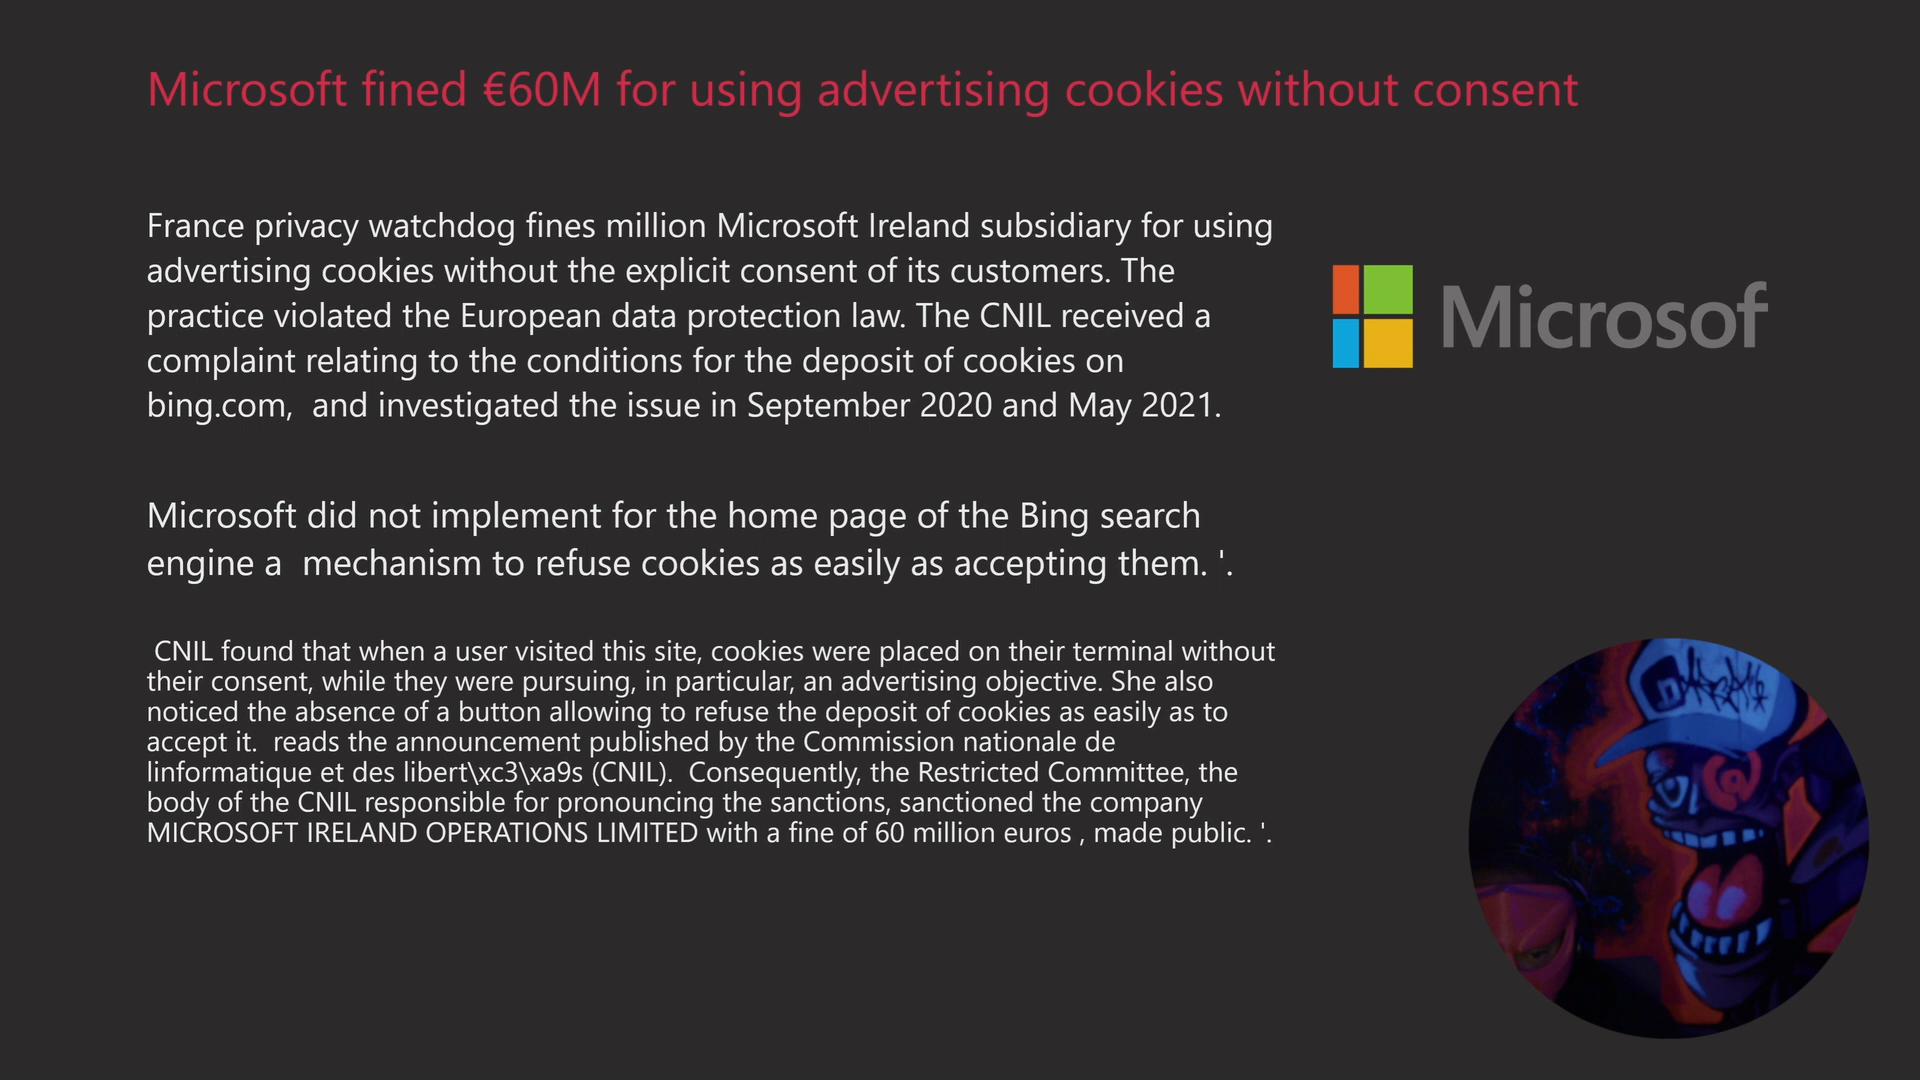 Microsoft fined €60M for using advertising cookies without consent
France privacy watchdog fines million Microsoft Ireland subsidiary for using
advertising cookies without the explicit consent of its customers. The
practice violated the European data protection law. The CNIL received a
complaint relating to the conditions for the deposit of cookies on
bing.com,  and investigated the issue in September 2020 and May 2021.
Microsof
Microsoft did not implement for the home page of the Bing search
engine a  mechanism to refuse cookies as easily as accepting them. '.
CNIL found that when a user visited this site, cookies were placed on their terminal without
their consent, while they were pursuing, in particular, an advertising objective. She also
noticed the absence of a button allowing to refuse the deposit of cookies as easily as to
accept it.  reads the announcement published by the Commission nationale de
linformatique et des libert\xc3\xa9s (CNIL).  Consequently, the Restricted Committee, the
body of the CNIL responsible for pronouncing the sanctions, sanctioned the company
MICROSOFT IRELAND OPERATIONS LIMITED with a fine of 60 million euros , made public. '.